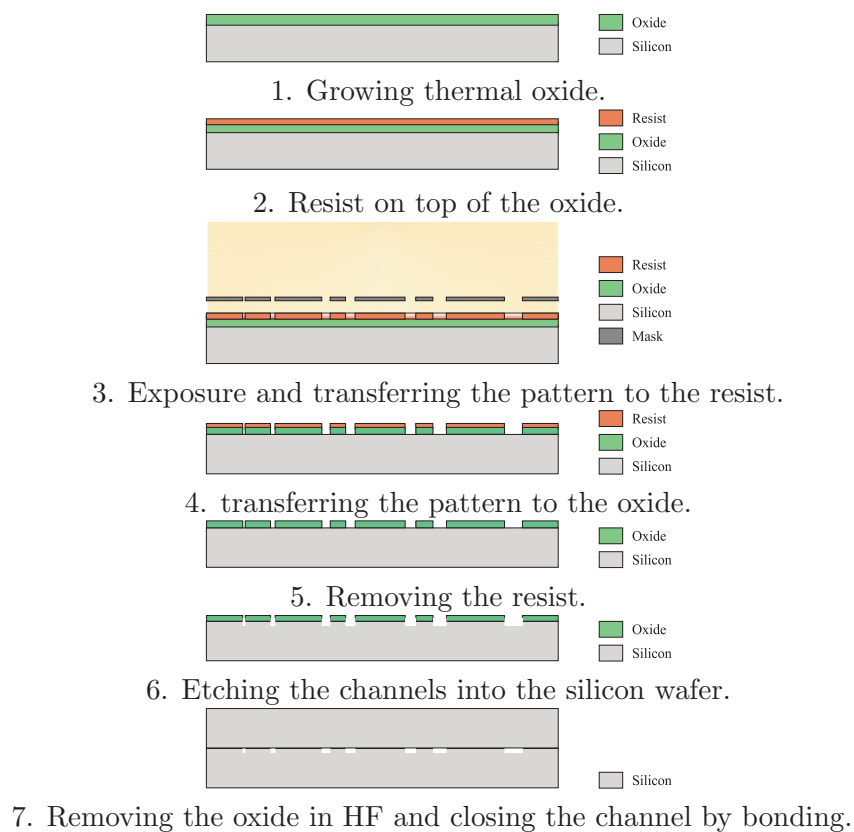 Oxide
Silicon
1. Growing thermal oxide.
Resist
Oxide
Silicon
2. Resist on top of the oxide.
Resist
Oxide
Silicon
Mask
3. Exposure and transferring the pattern to the resist.
Resist
Oxide
Silicon
4. transferring the pattern to the oxide.
Oxide
Silicon
5. Removing the resist.
Oxide
Silicon
6. Etching the channels into the silicon wafer.
Silicon
7. Removing the oxide in HF and closing the channel by bonding.